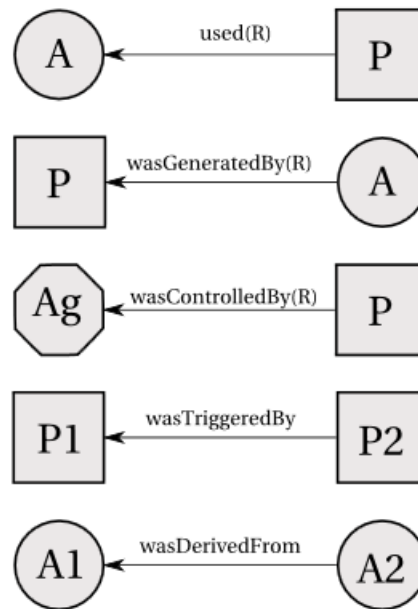 A used(R) P
P wasGeneratedBy(R) A
Ag wasControlledBy(R) P
P1 wasTriggeredBy P2
A1 wasDerivedFrom A2